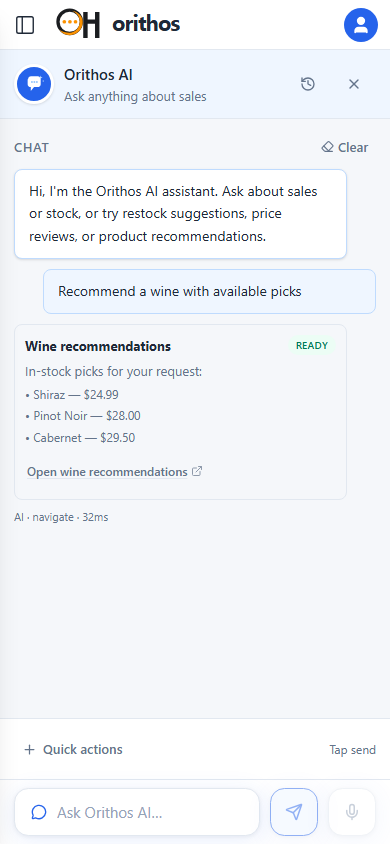 OH orithos
Orithos AI
Ask anything about sales
CHAT
Clear
Hi, I'm the Orithos AI assistant. Ask about sales
or stock, or try restock suggestions, price
reviews, or product recommendations.
Recommend a wine with available picks
Wine recommendations
READY
In-stock picks for your request:
• Shiraz — $24.99
• Pinot Noir — $28.00
• Cabernet — $29.50
Open wine recommendations
AI · navigate · 32ms
Quick actions
Tap send
Ask Orithos AI...